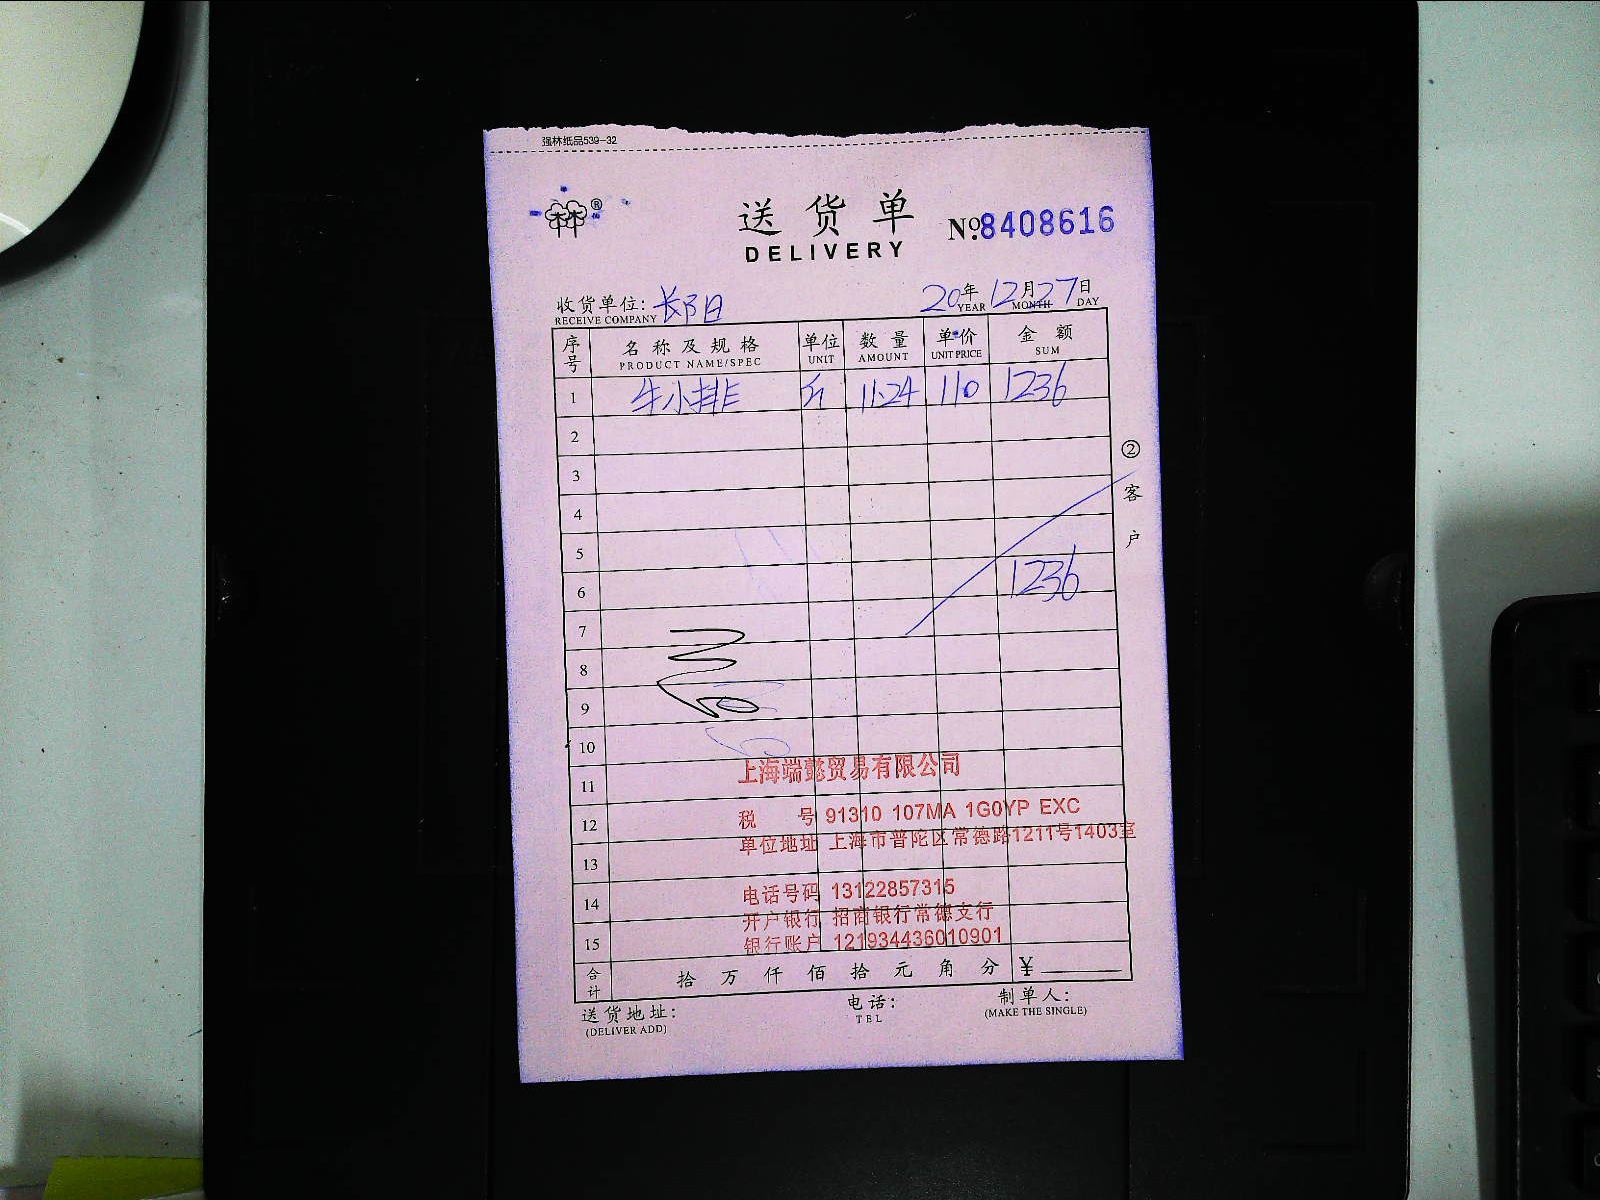 强林纸品539-32
®
送货单
DELIVERY
No.8408616
收货单位:
RECEIVE COMPANY
20年12月27日
YEAR MONTH DAY
序号 名称及规格 单位 数量 单价 金额
PRODUCT NAME/SPEC UNIT AMOUNT UNIT PRICE SUM
1 牛小排 斤 11.24 110 1236
2
3
4
5
6 1236
7
8
9
10
11
12
13
14
15
②客户
上海端懿贸易有限公司
税 号 91310 107MA 1G0YP EXC
单位地址 上海市普陀区常德路1211号1403室
电话号码 13122857315
开户银行 招商银行常德支行
银行账户 121934436010901
合计 拾万仟佰拾元角分 ¥
送货地址: 电话: 制单人:
(DELIVER ADD) TEL (MAKE THE SINGLE)